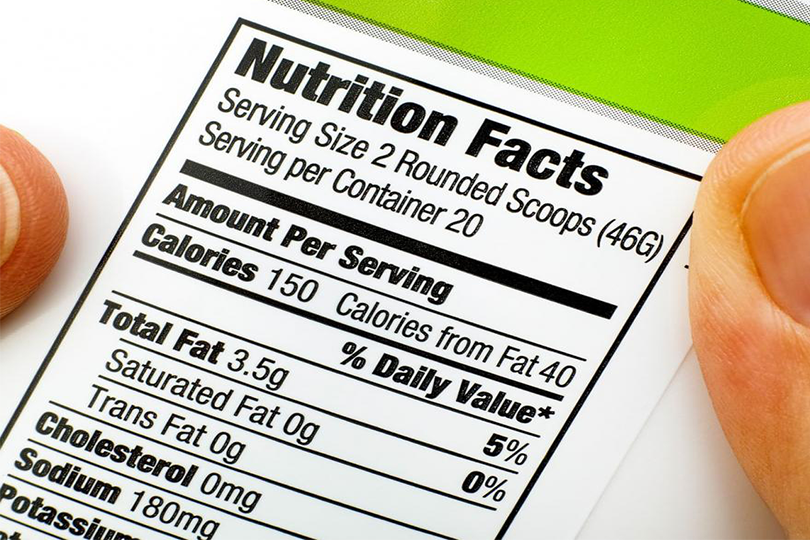 Nutrition Facts
Serving Size 2 Rounded Scoops (46G)
Serving per Container 20
Amount Per Serving
Calories 150 Calories from Fat 40
% Daily Value*
Total Fat 3.5g 5%
Saturated Fat 0g 0%
Trans Fat 0g
Cholesterol 0mg
Sodium 180mg